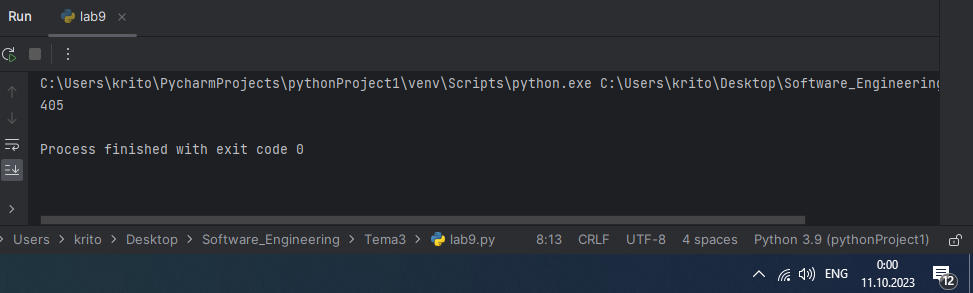 Run lab9
C:\Users\krito\PycharmProjects\pythonProject1\venv\Scripts\python.exe C:\Users\krito\Desktop\Software_Engineering
405
Process finished with exit code 0
Users > krito > Desktop > Software_Engineering > Tema3 > lab9.py 8:13 CRLF UTF-8 4 spaces Python 3.9 (pythonProject1)
ENG 0:00
11.10.2023 12